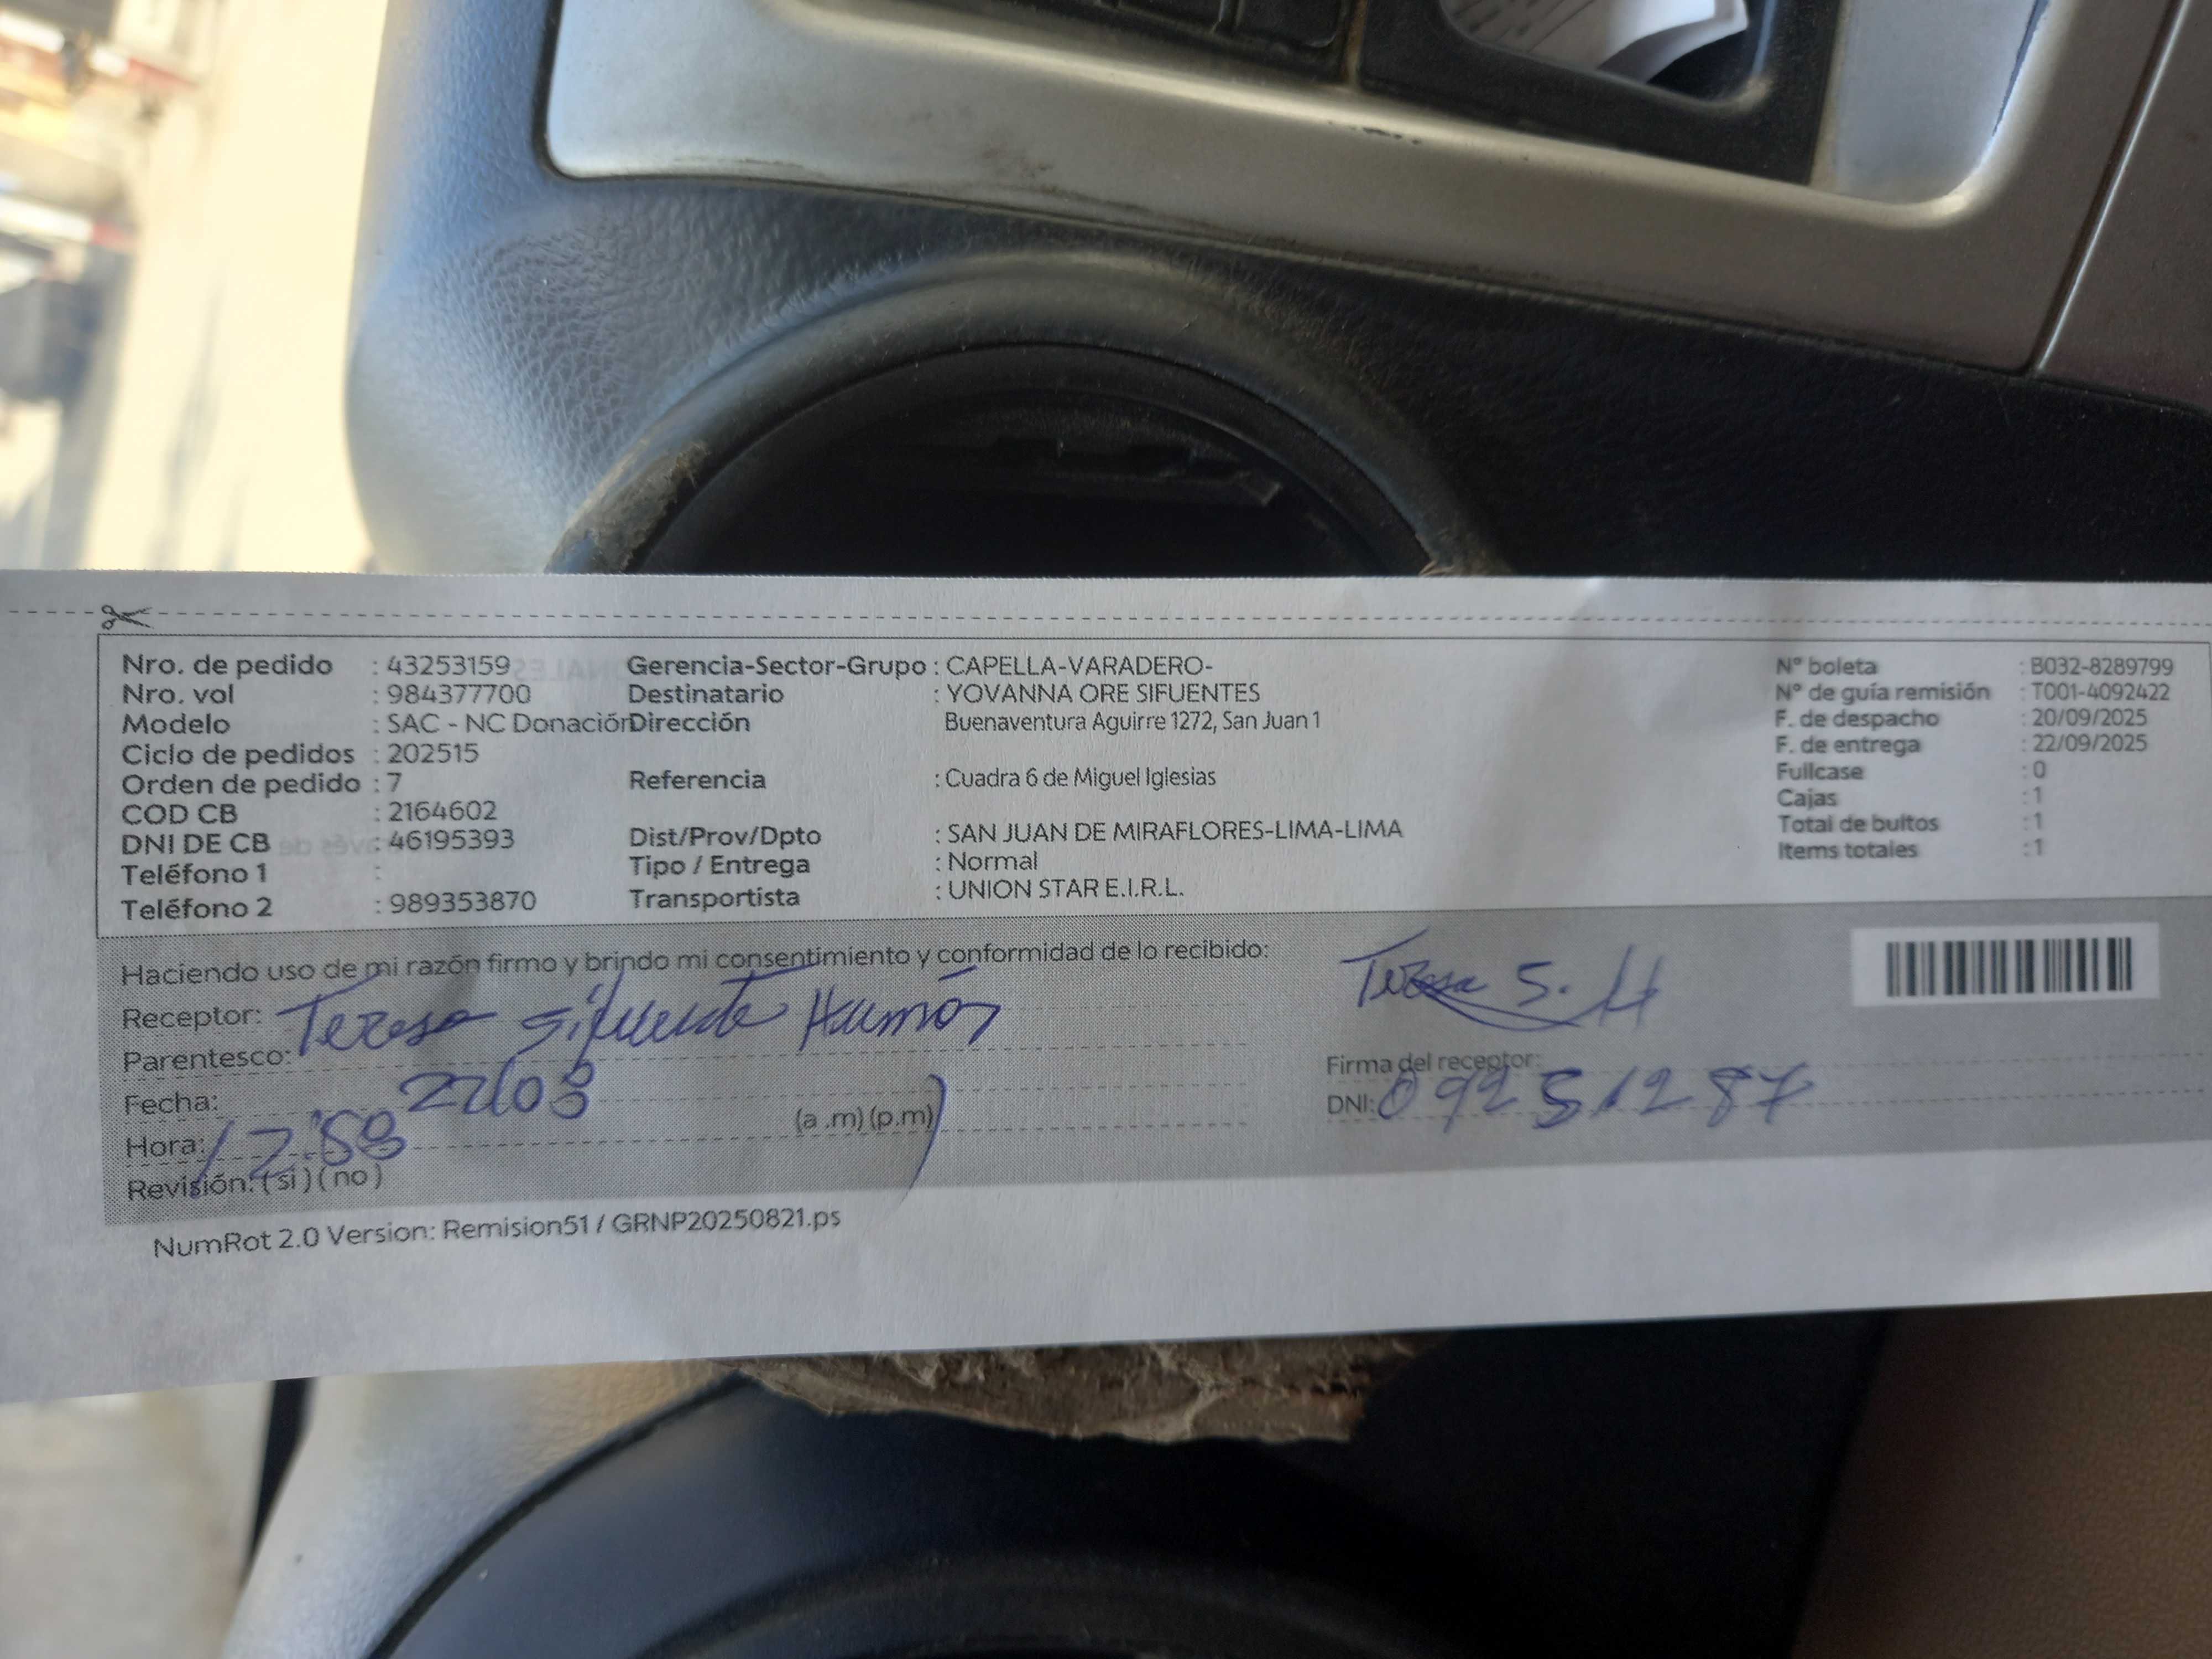 Nro. de pedido : 43253159 Gerencia-Sector-Grupo : CAPELLA-VARADERO- N° boleta : B032-8289799
Nro. vol : 984377700 Destinatario : YOVANNA ORE SIFUENTES N° de guía remisión : T001-4092422
Modelo : SAC - NC Donación Dirección Buenaventura Aguirre 1272, San Juan 1 F. de despacho : 20/09/2025
Ciclo de pedidos : 202515 F. de entrega : 22/09/2025
Orden de pedido : 7 Referencia : Cuadra 6 de Miguel Iglesias Fullcase : 0
COD CB : 2164602 Cajas : 1
DNI DE CB : 46195393 Dist/Prov/Dpto : SAN JUAN DE MIRAFLORES-LIMA-LIMA Total de bultos : 1
Teléfono 1 : Tipo / Entrega : Normal Items totales : 1
Teléfono 2 : 989353870 Transportista : UNION STAR E.I.R.L.
Haciendo uso de mi razón firmo y brindo mi consentimiento y conformidad de lo recibido:
Receptor: Teresa Sifuente Teresa S. H
Parentesco: Firma del receptor:
Fecha: 22/09 DNI: 09251287
Hora: 12:58 (a .m) (p.m)
Revisión: ( si ) ( no )
NumRot 2.0 Version: Remision51 / GRNP20250821.ps